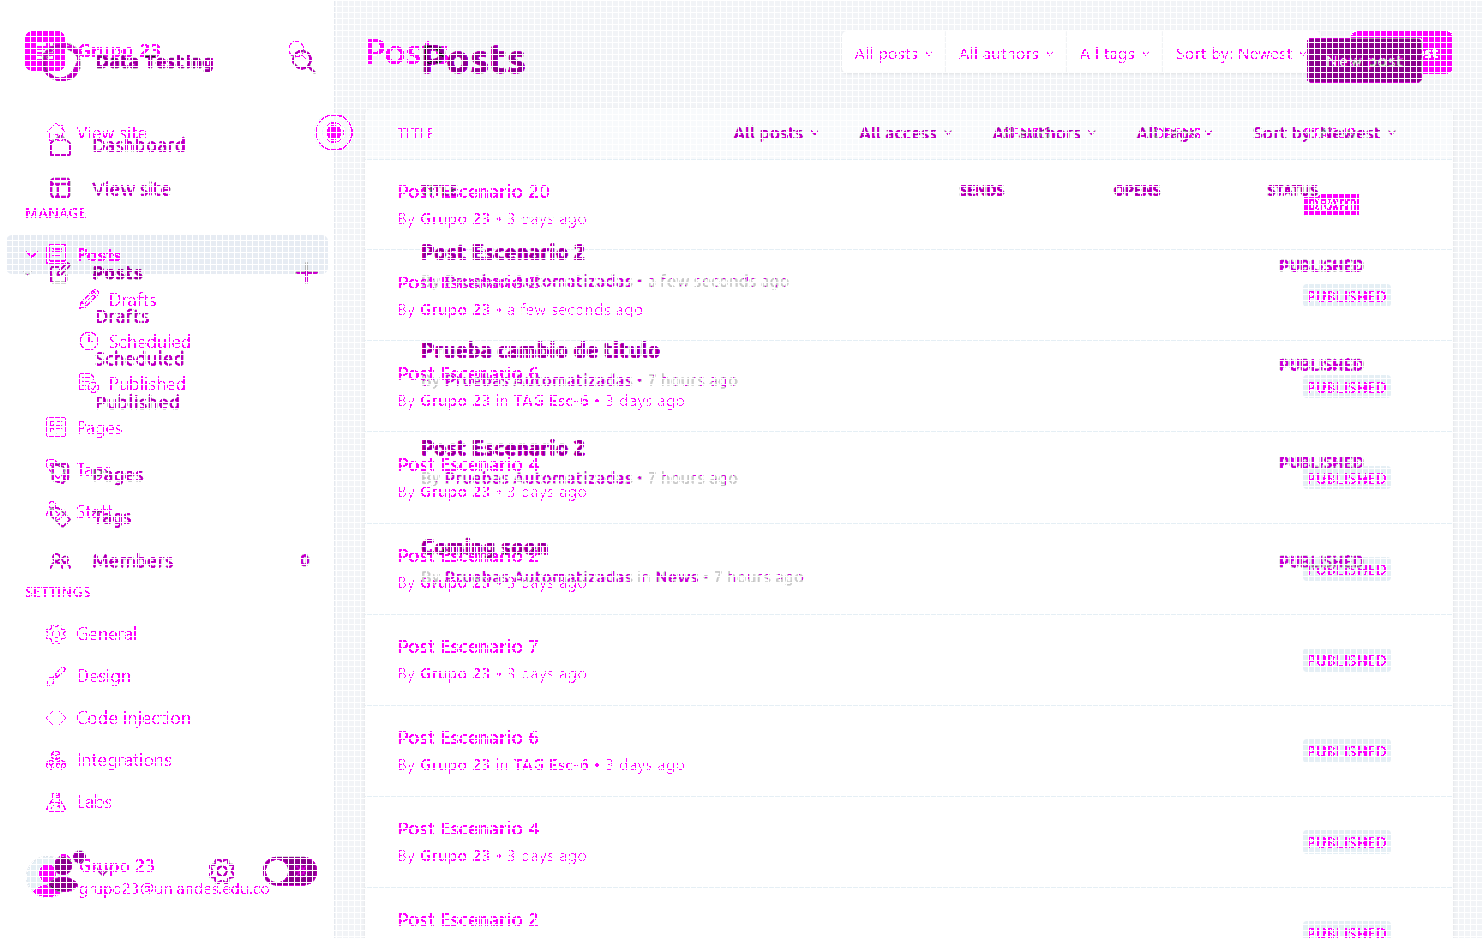 Grupo 23
Data Testing
View site
Dashboard
View site
MANAGE
Posts
Posts
Drafts
Drafts
Scheduled
Scheduled
Published
Published
Pages
Tags
Pages
Staff
Tags
Members 0
SETTINGS
General
Design
Code injection
Integrations
Labs
Grupo 23
grupo23@uniandes.edu.co
Posts
Posts
All posts All authors All tags Sort by: Newest
New post
TITLE
All posts All access All authors All tags Sort by: Newest
Post Escenario 20
TITLE SENDS OPENS STATUS
By Grupo 23 • 3 days ago
DRAFT
Post Escenario 2
PUBLISHED
By Pruebas Automatizadas • a few seconds ago
PUBLISHED
By Grupo 23 • a few seconds ago
Prueba cambio de titulo
PUBLISHED
Post Escenario 6
By Pruebas Automatizadas • 7 hours ago
PUBLISHED
By Grupo 23 in TAG Esc-6 • 3 days ago
Post Escenario 2
PUBLISHED
Post Escenario 4
By Pruebas Automatizadas • 7 hours ago
PUBLISHED
By Grupo 23 • 3 days ago
Coming soon
Post Escenario 2
PUBLISHED
By Pruebas Automatizadas in News • 7 hours ago
PUBLISHED
By Grupo 23 • 3 days ago
Post Escenario 7
By Grupo 23 • 3 days ago
PUBLISHED
Post Escenario 6
By Grupo 23 in TAG Esc-6 • 3 days ago
PUBLISHED
Post Escenario 4
By Grupo 23 • 3 days ago
PUBLISHED
Post Escenario 2
PUBLISHED